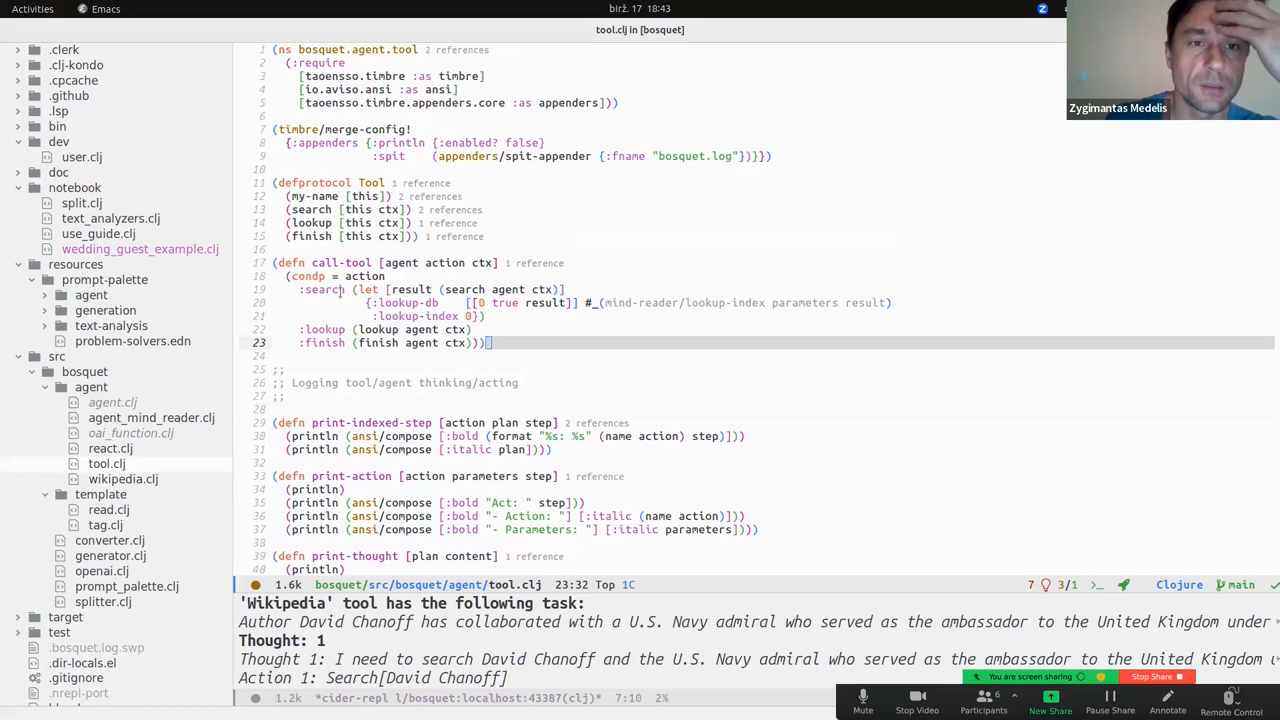 Activities
Emacs
birž. 17 18:43
tool.clj in [bosquet]
Zygimantas Medelis
.clerk
.clj-kondo
.cpcache
.github
.lsp
bin
dev
user.clj
doc
notebook
split.clj
text_analyzers.clj
use_guide.clj
wedding_guest_example.clj
resources
prompt-palette
agent
generation
text-analysis
problem-solvers.edn
src
bosquet
agent
agent.clj
agent_mind_reader.clj
oai_function.clj
react.clj
tool.clj
wikipedia.clj
template
read.clj
tag.clj
converter.clj
generator.clj
openai.clj
prompt_palette.clj
splitter.clj
target
test
.bosquet.log.swp
.dir-locals.el
.gitignore
.nrepl-port
1 (ns bosquet.agent.tool 2 references
2 (:require
3 [taoensso.timbre :as timbre]
4 [io.aviso.ansi :as ansi]
5 [taoensso.timbre.appenders.core :as appenders]))
6
7 (timbre/merge-config!
8 {:appenders {:println {:enabled? false}
9 :spit (appenders/spit-appender {:fname "bosquet.log"})}})
10
11 (defprotocol Tool 1 reference
12 (my-name [this]) 2 references
13 (search [this ctx]) 2 references
14 (lookup [this ctx]) 1 reference
15 (finish [this ctx])) 1 reference
16
17 (defn call-tool [agent action ctx] 1 reference
18 (condp = action
19 :search (let [result (search agent ctx)]
20 {:lookup-db [[0 true result]] #_(mind-reader/lookup-index parameters result)
21 :lookup-index 0})
22 :lookup (lookup agent ctx)
23 :finish (finish agent ctx)))
24
25 ;;
26 ;; Logging tool/agent thinking/acting
27 ;;
28
29 (defn print-indexed-step [action plan step] 2 references
30 (println (ansi/compose [:bold (format "%s: %s" (name action) step)]))
31 (println (ansi/compose [:italic plan])))
32
33 (defn print-action [action parameters step] 1 reference
34 (println)
35 (println (ansi/compose [:bold "Act: " step]))
36 (println (ansi/compose [:bold "- Action: "] [:italic (name action)]))
37 (println (ansi/compose [:bold "- Parameters: "] [:italic parameters])))
38
39 (defn print-thought [plan content] 1 reference
40 (println)
1.6k bosquet/src/bosquet/agent/tool.clj 23:32 Top 1C
7 3/1 Clojure main
'Wikipedia' tool has the following task:
Author David Chanoff has collaborated with a U.S. Navy admiral who served as the ambassador to the United Kingdom under
Thought: 1
Thought 1: I need to search David Chanoff and the U.S. Navy admiral who served as the ambassador to the United Kingdom
Action 1: Search[David Chanoff]
1.2k *cider-repl l/bosquet:localhost:43387(clj)* 7:10 2%
You are screen sharing
Stop Share
Mute
Stop Video
6
Participants
New Share
Pause Share
Annotate
Remote Control